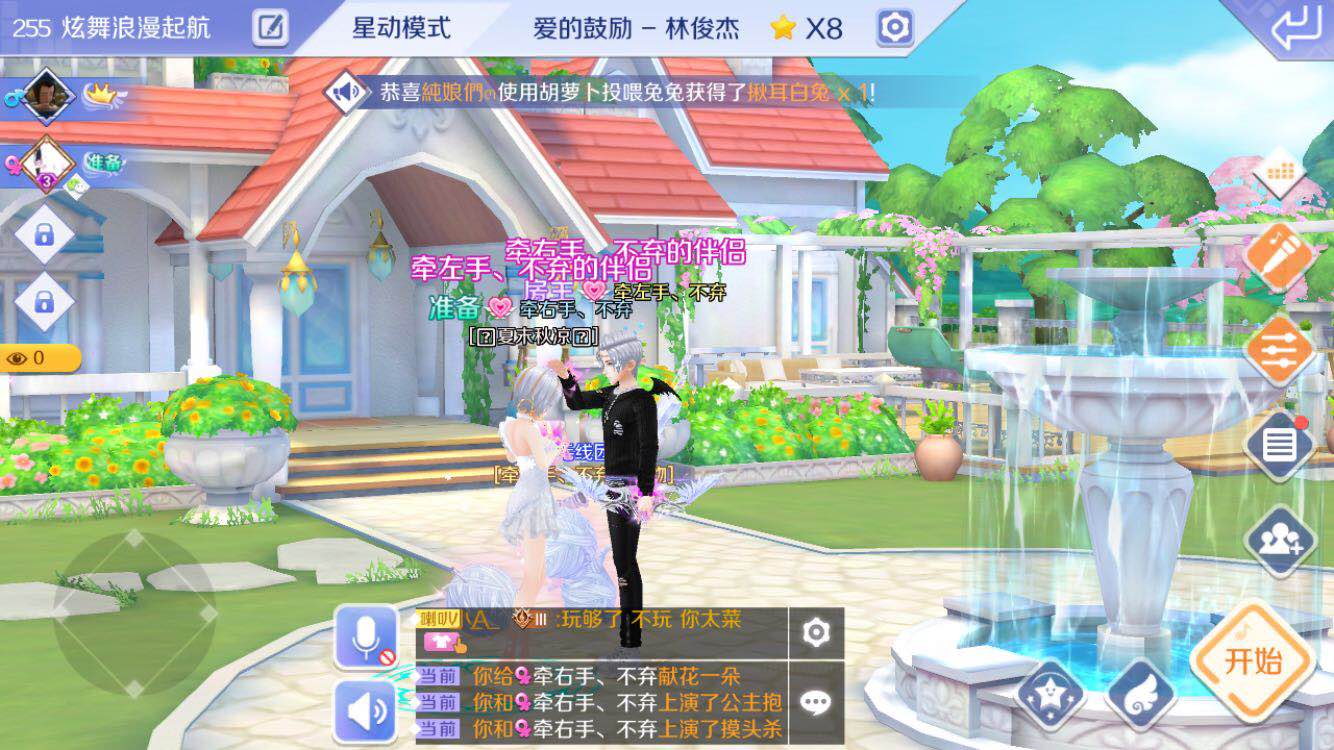 255 炫舞浪漫起航
星动模式
爱的鼓励 - 林俊杰
X8
恭喜純娘們の使用胡萝卜投喂兔兔获得了揪耳白兔 x 1!
准备
3
0
牵右手、不弃的伴侣
牵左手、不弃的伴侣
房主 牵左手、不弃
准备 牵右手、不弃
[?夏末秋凉?]
喇叭 III :玩够了 不玩 你太菜
当前 你给牵右手、不弃献花一朵
当前 你和牵右手、不弃上演了公主抱
当前 你和牵右手、不弃上演了摸头杀
开始